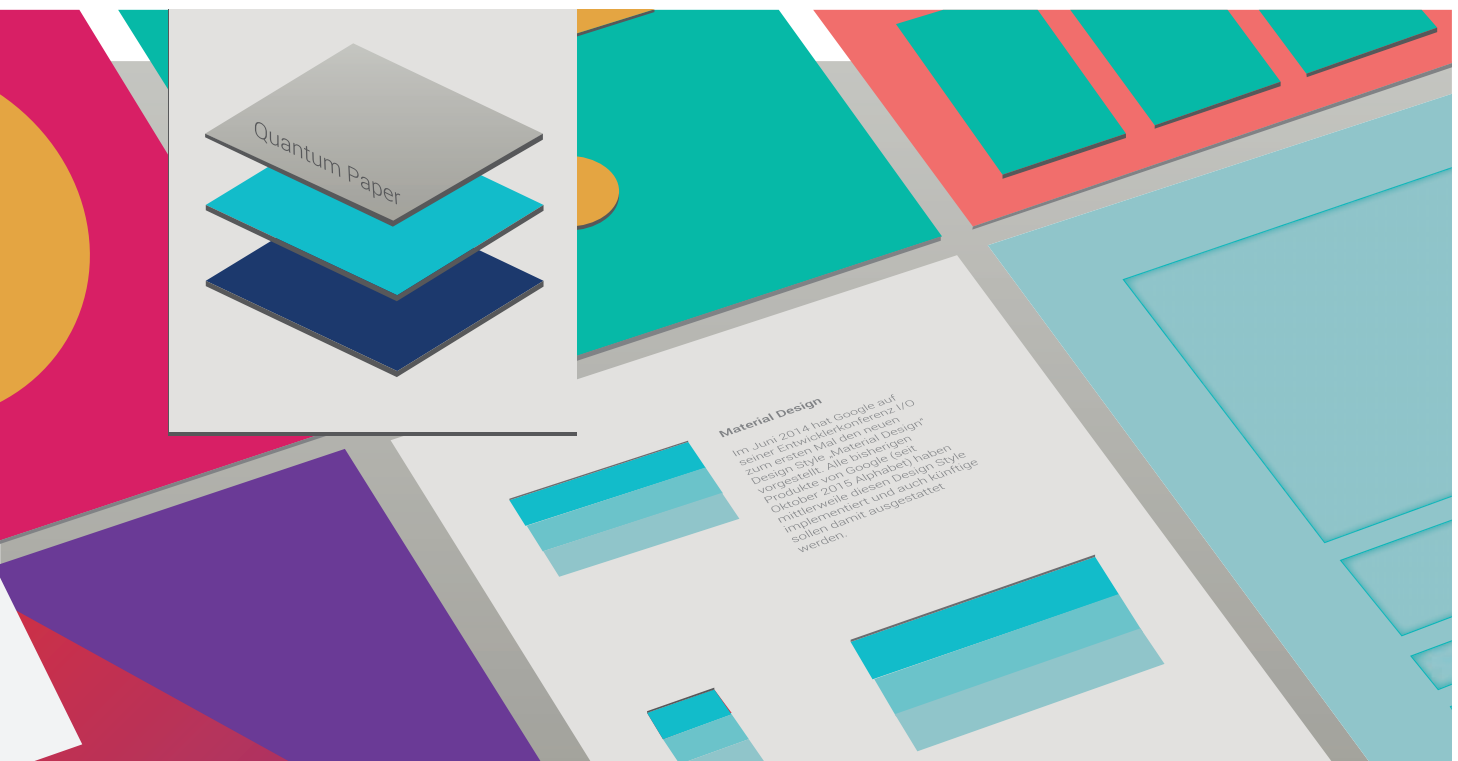 Quantum Paper
Material Design
Im Juni 2014 hat Google auf
seiner Entwicklerkonferenz I/O
zum ersten Mal den neuen
Design Style „Material Design“
vorgestellt. Alle bisherigen
Produkte von Google (seit
Oktober 2015 Alphabet) haben
mittlerweile diesen Design Style
implementiert und auch künftige
sollen damit ausgestattet
werden.